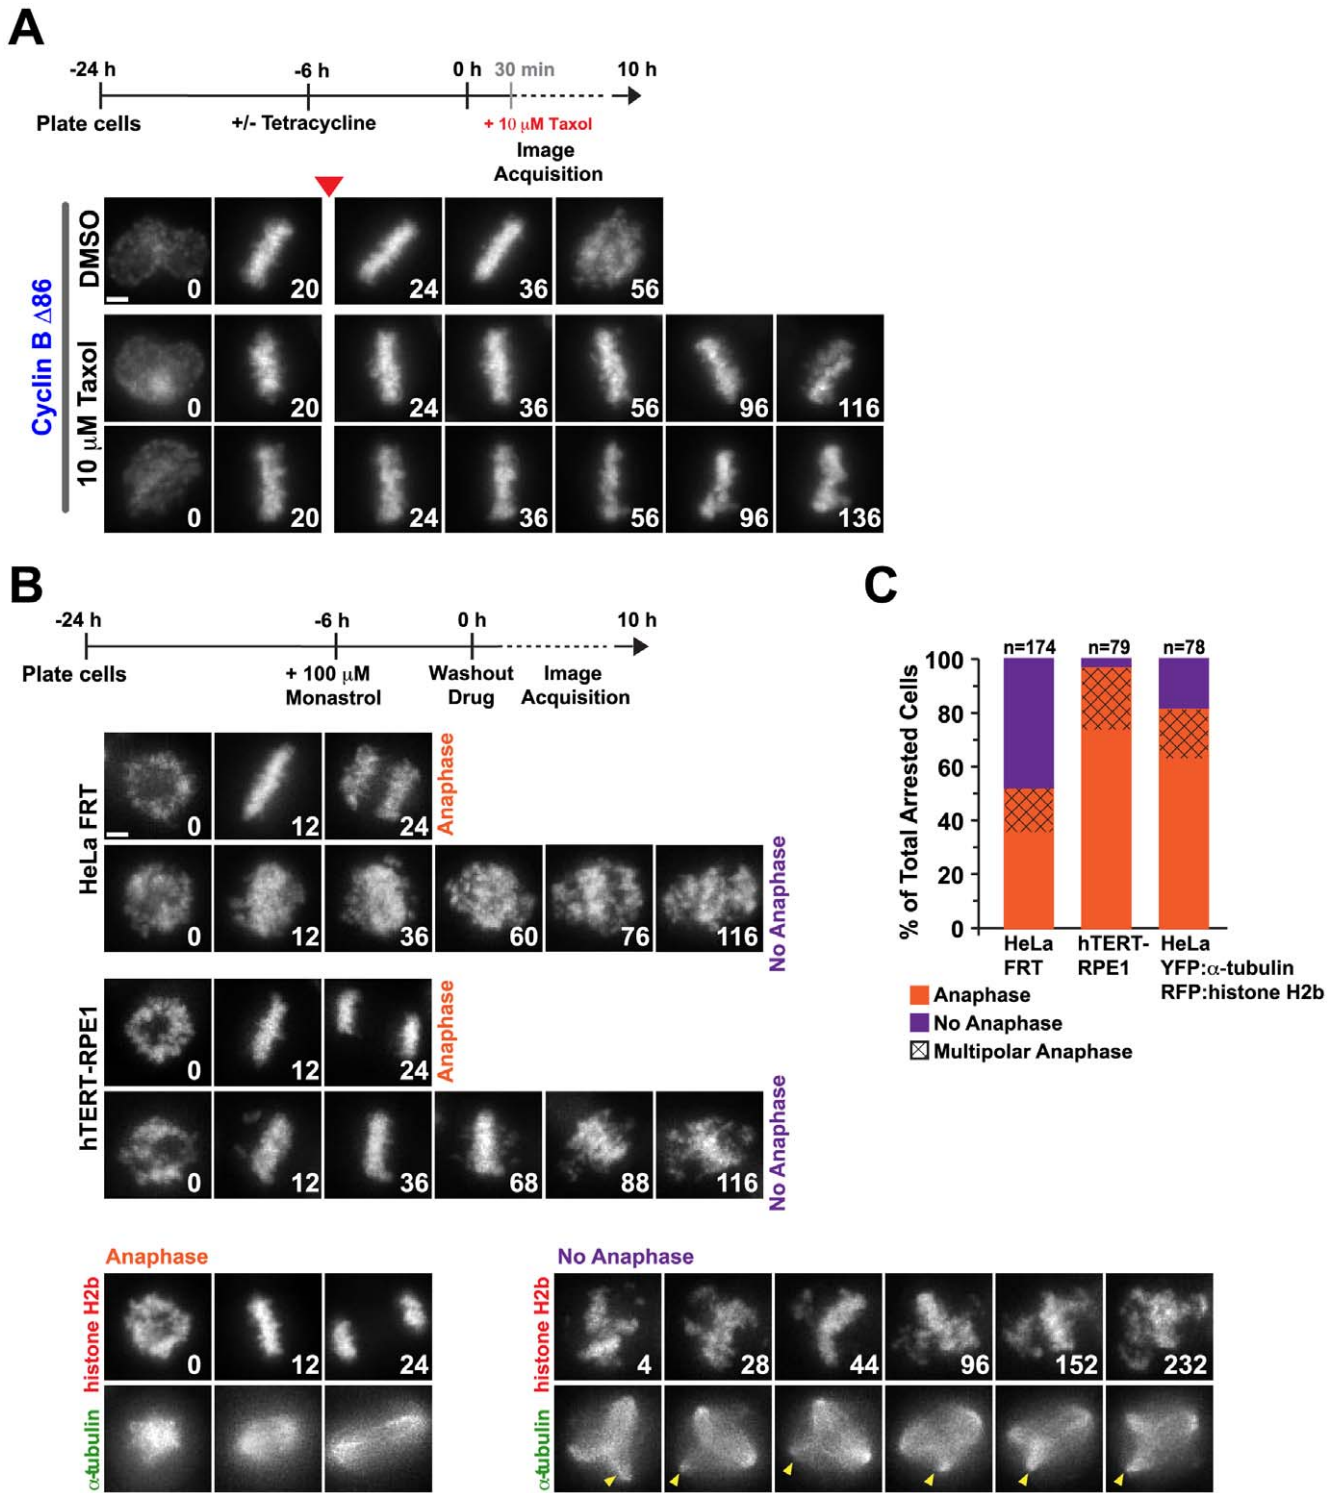 A
-24 h -6 h 0 h 30 min 10 h
Plate cells +/- Tetracycline + 10 µM Taxol
Image
Acquisition
Cyclin B Δ86
DMSO
0 20 24 36 56
10 µM Taxol
0 20 24 36 56 96 116
0 20 24 36 56 96 136
B
-24 h -6 h 0 h 10 h
Plate cells + 100 µM Washout Image
Monastrol Drug Acquisition
HeLa FRT
0 12 24 Anaphase
0 12 36 60 76 116 No Anaphase
hTERT-RPE1
0 12 24 Anaphase
0 12 36 68 88 116 No Anaphase
Anaphase
histone H2b
0 12 24
α-tubulin
No Anaphase
histone H2b
4 28 44 96 152 232
α-tubulin
C
n=174 n=79 n=78
% of Total Arrested Cells
100
80
60
40
20
0
HeLa hTERT- HeLa
FRT RPE1 YFP:α-tubulin
RFP:histone H2b
Anaphase
No Anaphase
Multipolar Anaphase